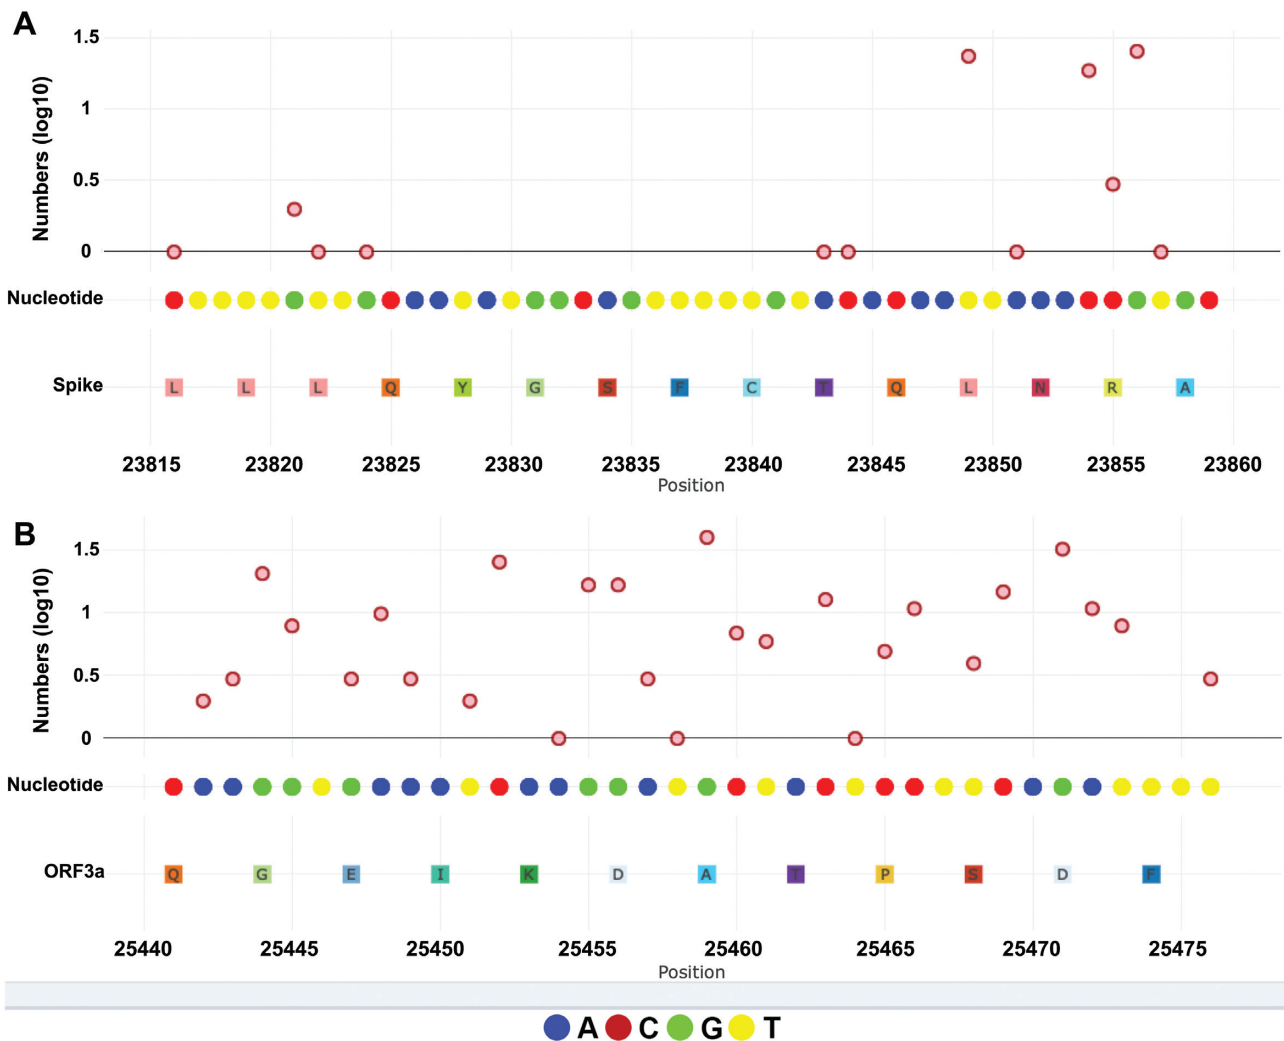 A
Numbers (log10)
1.5
1
0.5
0
Nucleotide
Spike
L L L Q Y G S F C T Q L N R A
23815 23820 23825 23830 23835 23840 23845 23850 23855 23860
Position
B
Numbers (log10)
1.5
1
0.5
0
Nucleotide
ORF3a
Q G E I K D A T P S D F
25440 25445 25450 25455 25460 25465 25470 25475
Position
A C G T